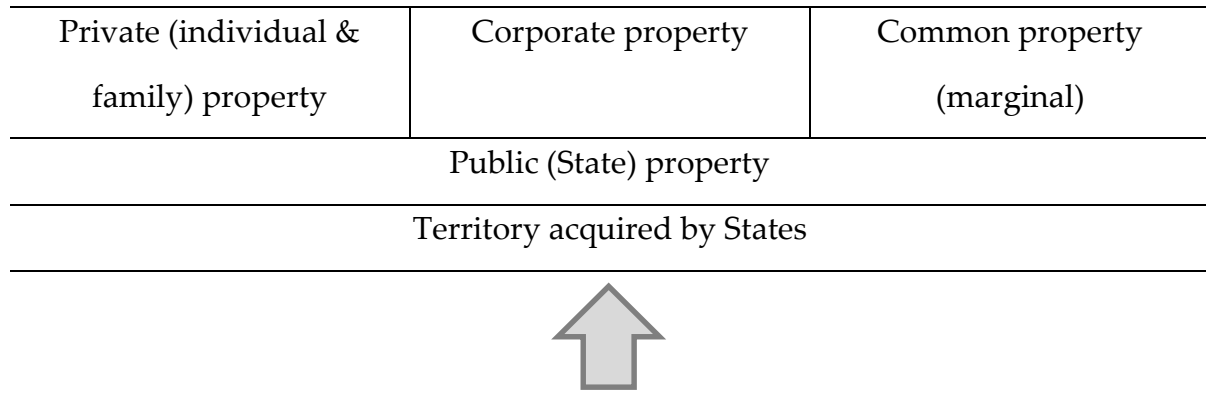 Private (individual &
family) property
Corporate property
Common property
(marginal)
Public (State) property
Territory acquired by States